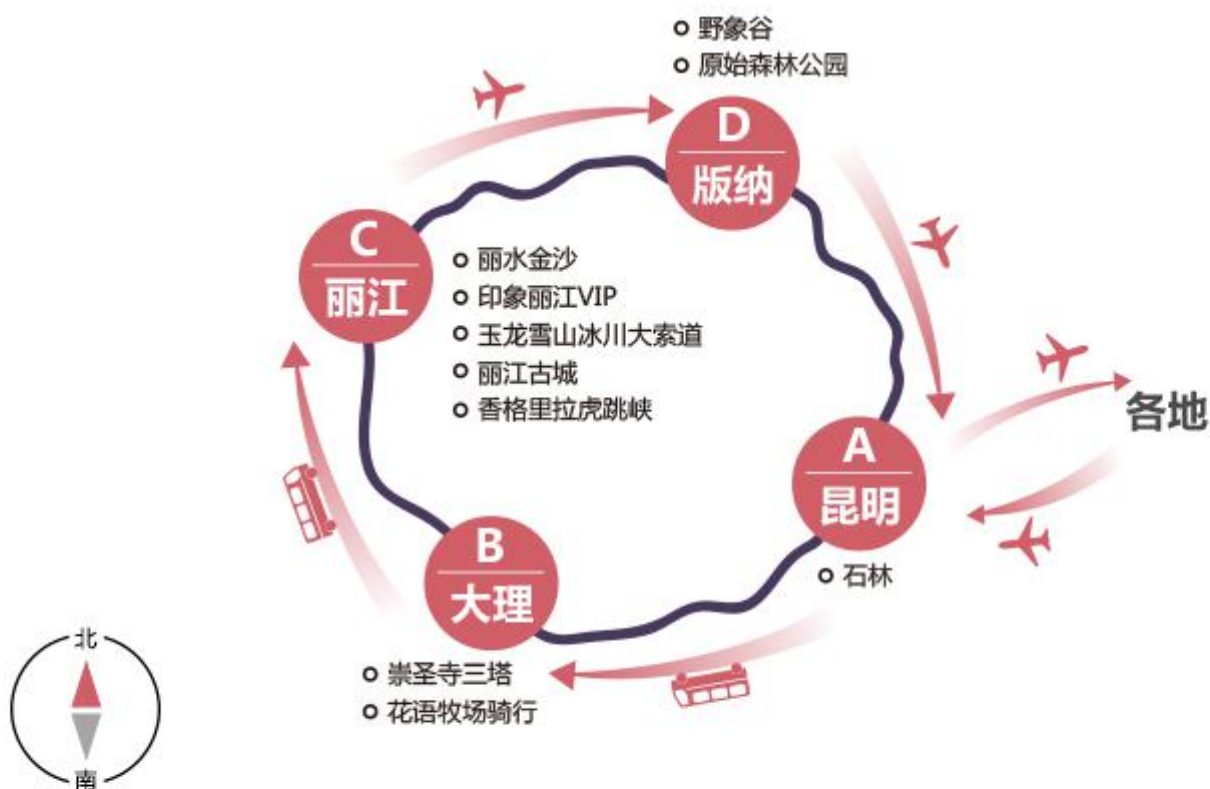 野象谷
原始森林公园
D
版纳
C
丽江
丽水金沙
印象丽江VIP
玉龙雪山冰川大索道
丽江古城
香格里拉虎跳峡
各地
A
昆明
石林
B
大理
崇圣寺三塔
花语牧场骑行
北
南